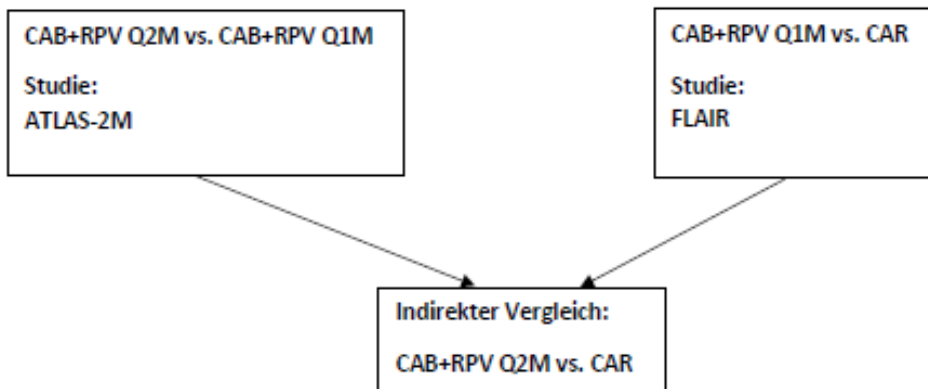 CAB+RPV Q2M vs. CAB+RPV Q1M
Studie:
ATLAS-2M
CAB+RPV Q1M vs. CAR
Studie:
FLAIR
Indirekter Vergleich:
CAB+RPV Q2M vs. CAR